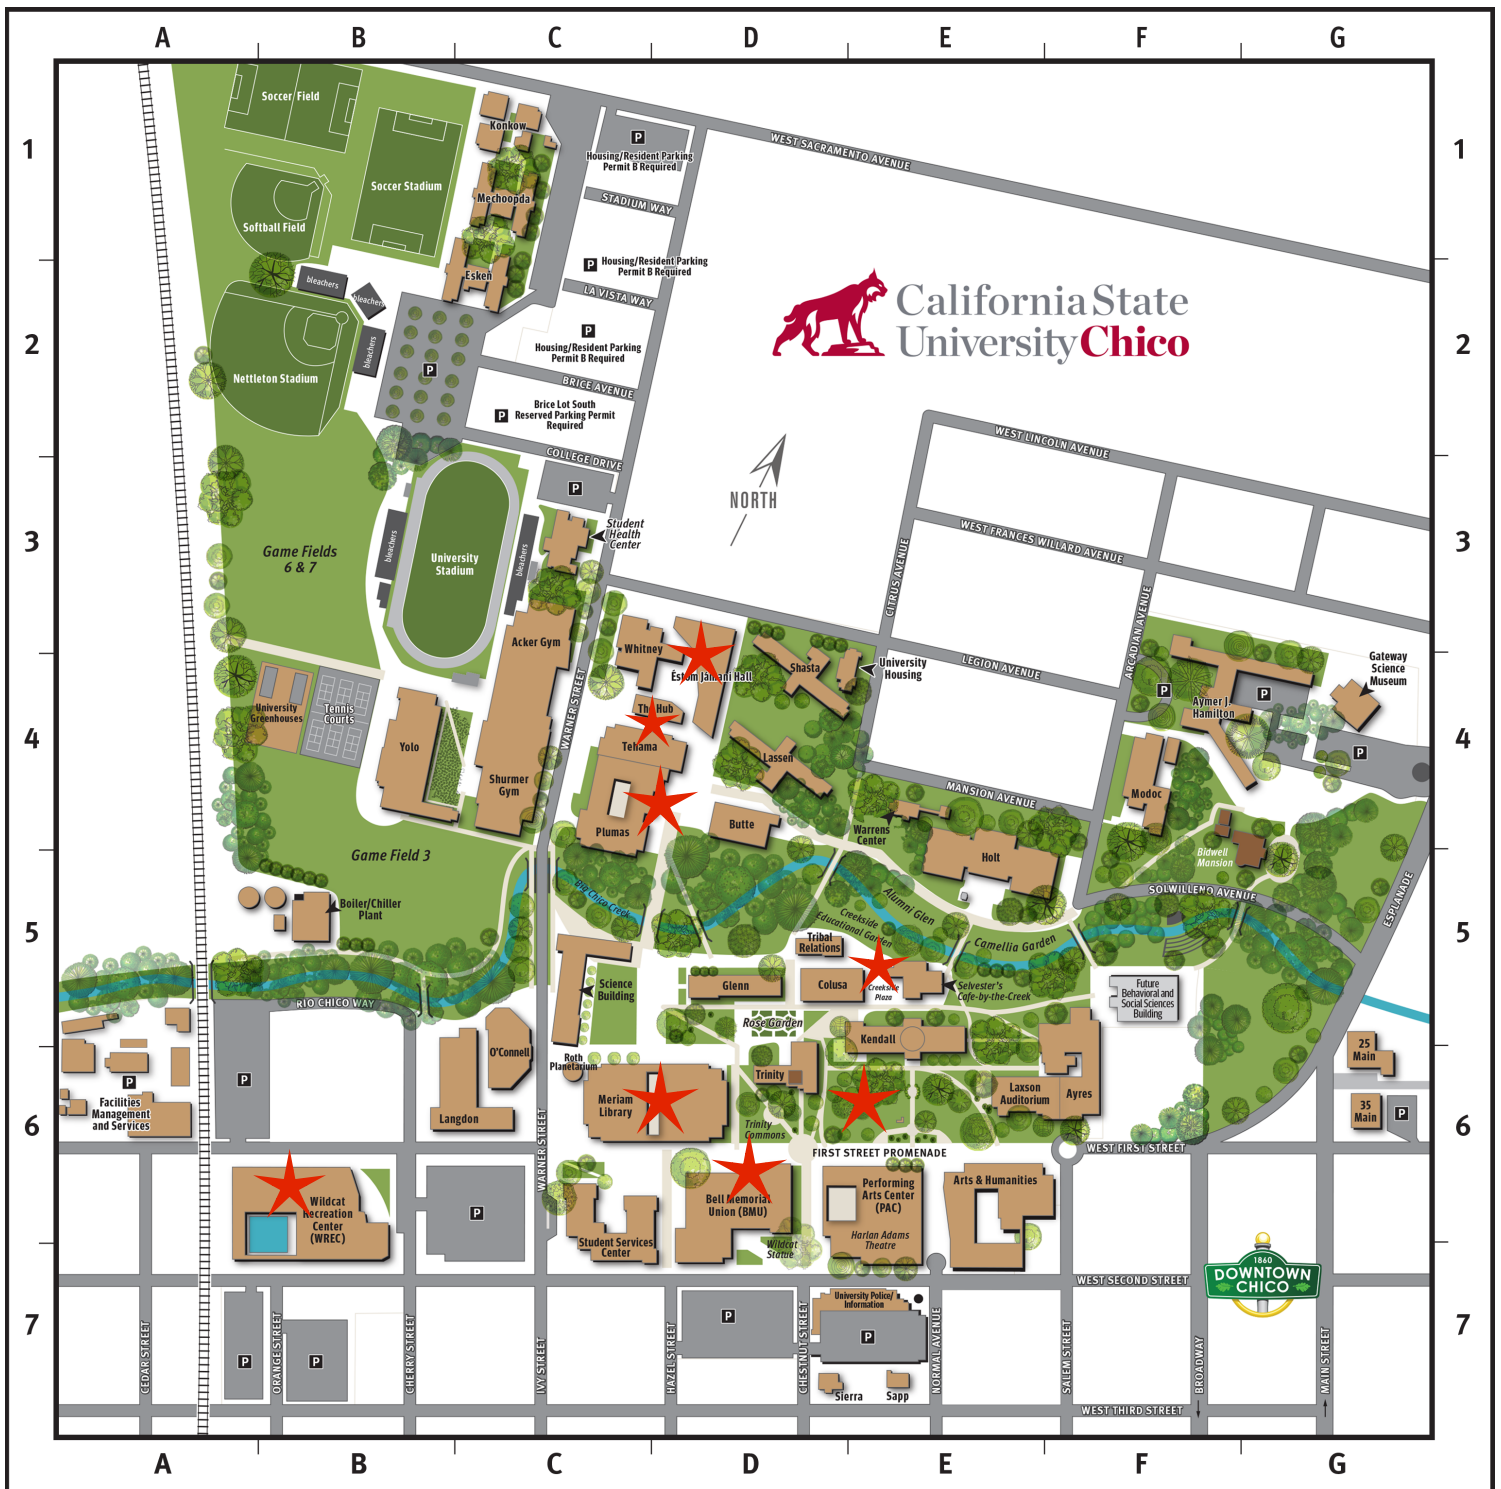 A B C D E F G
1
Soccer Field
Konkow
P
Housing/Resident Parking
Permit B Required
WEST SACRAMENTO AVENUE
1
Soccer Stadium
Mechoopda
STADIUM WAY
Softball Field
bleachers
bleachers
bleachers
Esken
P
Housing/Resident Parking
Permit B Required
LA VISTA WAY
California State
University Chico
2
P
Housing/Resident Parking
Permit B Required
2
Nettleton Stadium
P
BRICE AVENUE
P
Brice Lot South
Reserved Parking Permit
Required
WEST LINCOLN AVENUE
COLLEGE DRIVE
P
NORTH
3
Game Fields
6 & 7
bleachers
University
Stadium
bleachers
Student
Health
Center
CITRUS AVENUE
WEST FRANCES WILLARD AVENUE
3
Acker Gym
Whitney
Estom Jamani Hall
Shasta
University
Housing
LEGION AVENUE
ARCADIAN AVENUE
Gateway
Science
Museum
P
P
Aymer J.
Hamilton
University
Greenhouses
Tennis
Courts
WARNER STREET
The Hub
4
Yolo
Tehama
Lassen
P
4
Shurmer
Gym
MANSION AVENUE
Modoc
Plumas
Butte
Warrens
Center
Holt
Bidwell
Mansion
Game Field 3
Big Chico Creek
Alumni Glen
SOLWILLENO AVENUE
ESPLANADE
5
Boiler/Chiller
Plant
Creekside
Educational Garden
Camellia Garden
5
Tribal
Relations
Science
Building
Glenn
Colusa
Creekside
Plaza
Selvester's
Cafe-by-the-Creek
Future
Behavioral and
Social Sciences
Building
RIO CHICO WAY
Rose Garden
Kendall
O'Connell
Roth
Planetarium
Trinity
25
Main
P
Facilities
Management
and Services
P
Langdon
Meriam
Library
Laxson
Auditorium
Ayres
35
Main
P
6
WARNER STREET
Trinity
Commons
6
FIRST STREET PROMENADE
WEST FIRST STREET
Wildcat
Recreation
Center
(WREC)
P
Student Services
Center
Bell Memorial
Union (BMU)
Wildcat
Statue
Performing
Arts Center
(PAC)
Harlan Adams
Theatre
Arts & Humanities
WEST SECOND STREET
1860
DOWNTOWN
CHICO
7
CEDAR STREET
P
ORANGE STREET
P
CHERRY STREET
IVY STREET
HAZEL STREET
P
CHESTNUT STREET
University Police/
Information
P
NORMAL AVENUE
SALEM STREET
BROADWAY
MAIN STREET
7
Sierra
Sapp
WEST THIRD STREET
A B C D E F G